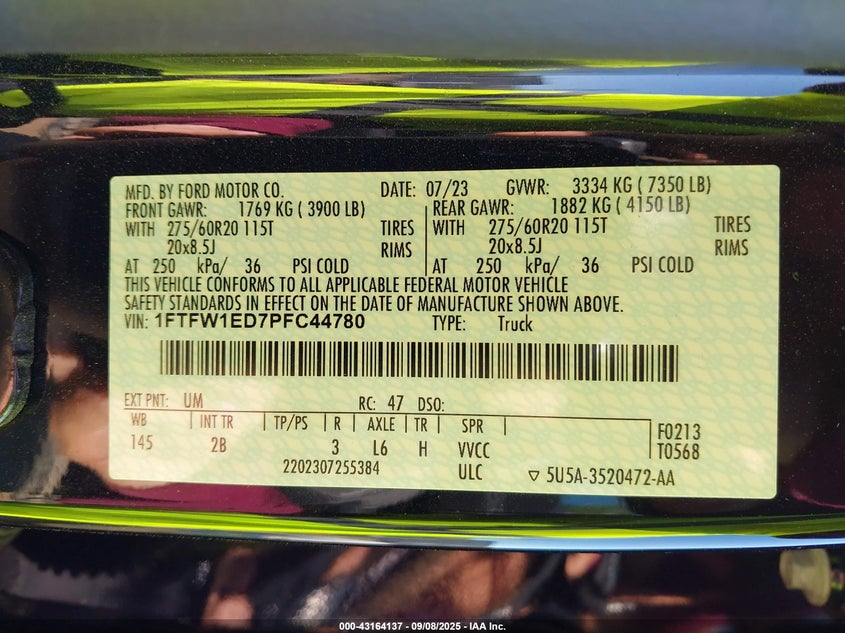 MFD. BY FORD MOTOR CO. DATE: 07/23 GVWR: 3334 KG ( 7350 LB)
FRONT GAWR: 1769 KG ( 3900 LB) REAR GAWR: 1882 KG ( 4150 LB)
WITH 275/60R20 115T TIRES WITH 275/60R20 115T TIRES
20x8.5J RIMS 20x8.5J RIMS
AT 250 kPa/ 36 PSI COLD AT 250 kPa/ 36 PSI COLD
THIS VEHICLE CONFORMS TO ALL APPLICABLE FEDERAL MOTOR VEHICLE
SAFETY STANDARDS IN EFFECT ON THE DATE OF MANUFACTURE SHOWN ABOVE.
VIN: 1FTFW1ED7PFC44780 TYPE: Truck
EXT PNT: UM RC: 47 DSO:
WB INT TR TP/PS R AXLE TR SPR F0213
145 2B 3 L6 H VVCC T0568
2202307255384 ULC ▽ 5U5A-3520472-AA
000-43164137 - 09/08/2025 - IAA Inc.